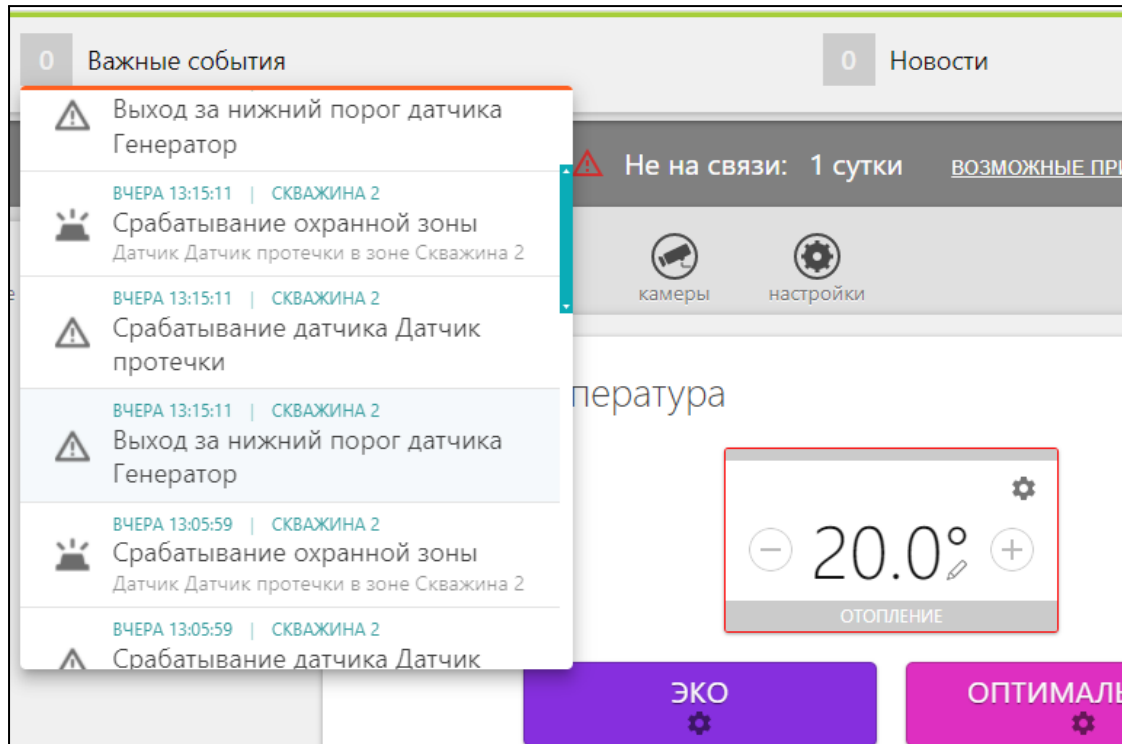 0 Важные события
0 Новости
Выход за нижний порог датчика
Генератор
ВЧЕРА 13:15:11 | СКВАЖИНА 2
Срабатывание охранной зоны
Датчик Датчик протечки в зоне Скважина 2
ВЧЕРА 13:15:11 | СКВАЖИНА 2
Срабатывание датчика Датчик
протечки
ВЧЕРА 13:15:11 | СКВАЖИНА 2
Выход за нижний порог датчика
Генератор
ВЧЕРА 13:05:59 | СКВАЖИНА 2
Срабатывание охранной зоны
Датчик Датчик протечки в зоне Скважина 2
ВЧЕРА 13:05:59 | СКВАЖИНА 2
Срабатывание датчика Датчик
Не на связи: 1 сутки ВОЗМОЖНЫЕ ПРИ
е
камеры настройки
пература
20.0°
ОТОПЛЕНИЕ
ЭКО
ОПТИМАЛЬ